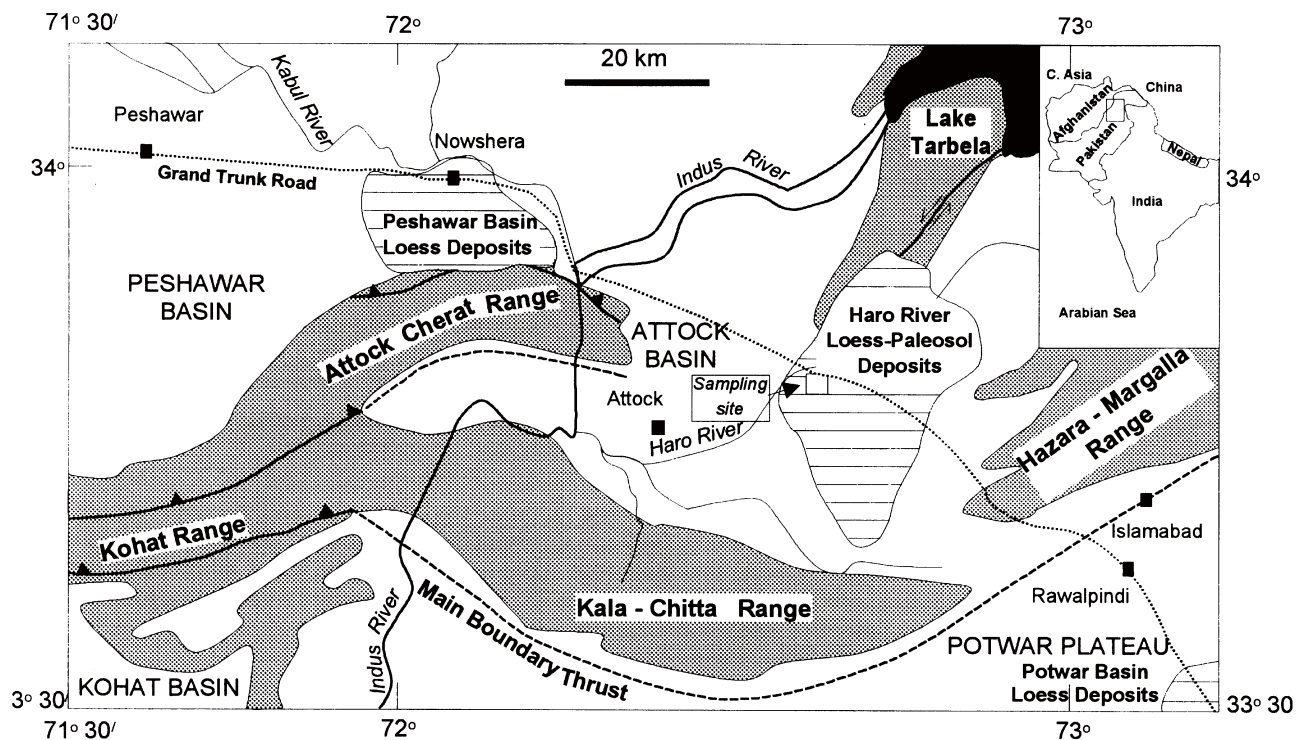 71° 30′
72°
73°
20 km
C. Asia
China
Afghanistan
Pakistan
Nepal
India
Arabian Sea
Kabul River
Peshawar
Nowshera
Lake
Tarbela
34°
34°
Grand Trunk Road
Indus River
Peshawar Basin
Loess Deposits
PESHAWAR
BASIN
Attock Cherat Range
ATTOCK
BASIN
Haro River
Loess-Paleosol
Deposits
Sampling
site
Attock
Haro River
Hazara - Margalla
Range
Kohat Range
Islamabad
Rawalpindi
Kala - Chitta Range
Main Boundary Thrust
Indus River
POTWAR PLATEAU
Potwar Basin
Loess Deposits
KOHAT BASIN
3° 30′
33° 30
71° 30′
72°
73°